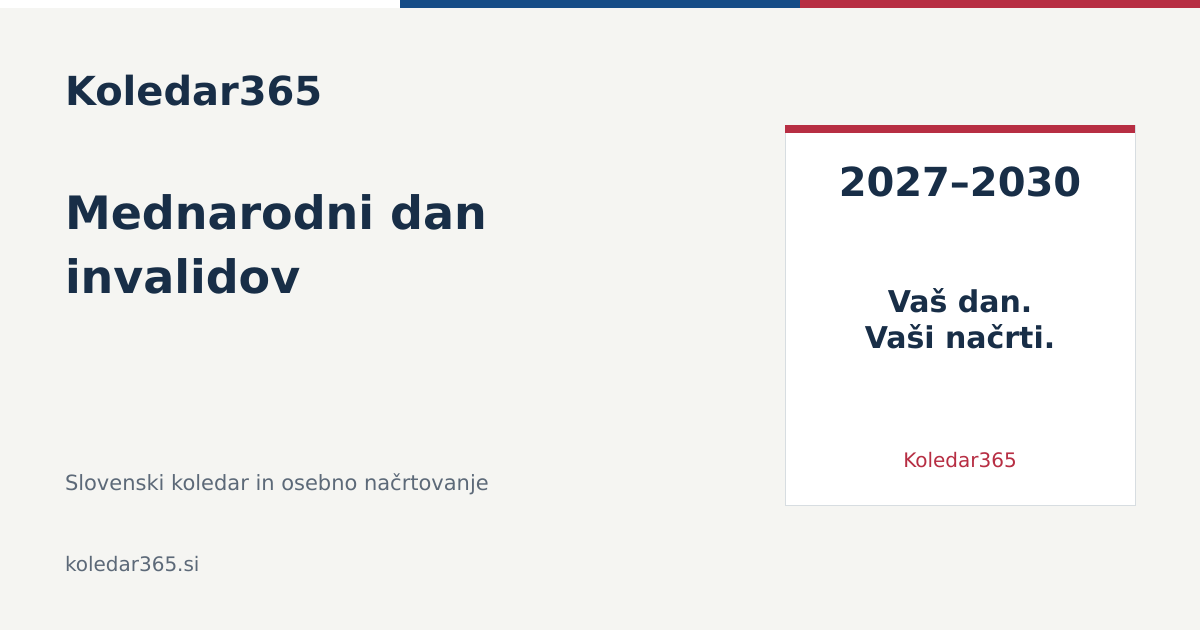 Koledar365
Mednarodni dan
invalidov
Slovenski koledar in osebno načrtovanje
koledar365.si
2027–2030
Vaš dan.
Vaši načrti.
Koledar365